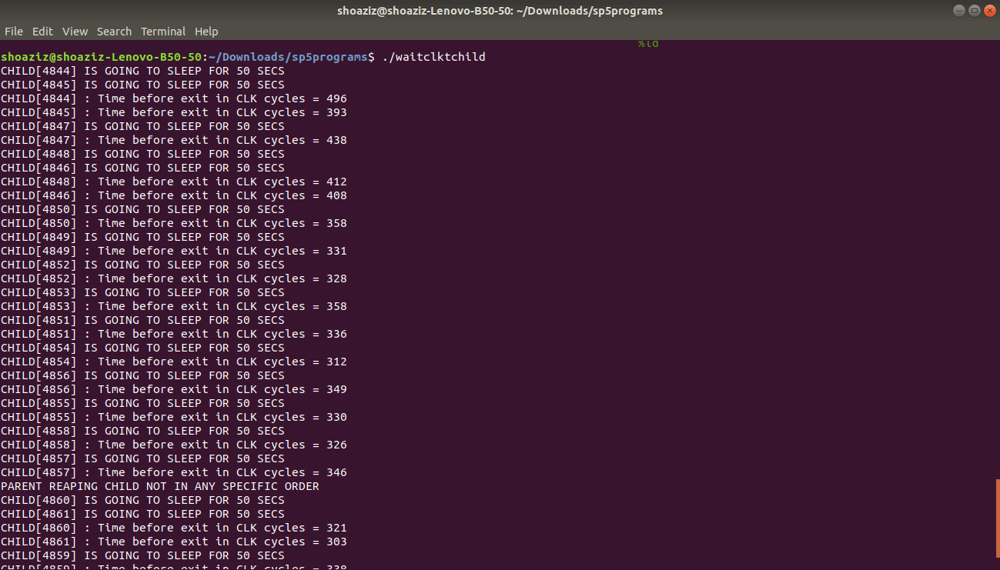 shoaziz@shoaziz-Lenovo-B50-50: ~/Downloads/sp5programs
File Edit View Search Terminal Help
%ld
shoaziz@shoaziz-Lenovo-B50-50:~/Downloads/sp5programs$ ./waitclktchild
CHILD[4844] IS GOING TO SLEEP FOR 50 SECS
CHILD[4845] IS GOING TO SLEEP FOR 50 SECS
CHILD[4844] : Time before exit in CLK cycles = 496
CHILD[4845] : Time before exit in CLK cycles = 393
CHILD[4847] IS GOING TO SLEEP FOR 50 SECS
CHILD[4847] : Time before exit in CLK cycles = 438
CHILD[4848] IS GOING TO SLEEP FOR 50 SECS
CHILD[4846] IS GOING TO SLEEP FOR 50 SECS
CHILD[4848] : Time before exit in CLK cycles = 412
CHILD[4846] : Time before exit in CLK cycles = 408
CHILD[4850] IS GOING TO SLEEP FOR 50 SECS
CHILD[4850] : Time before exit in CLK cycles = 358
CHILD[4849] IS GOING TO SLEEP FOR 50 SECS
CHILD[4849] : Time before exit in CLK cycles = 331
CHILD[4852] IS GOING TO SLEEP FOR 50 SECS
CHILD[4852] : Time before exit in CLK cycles = 328
CHILD[4853] IS GOING TO SLEEP FOR 50 SECS
CHILD[4853] : Time before exit in CLK cycles = 358
CHILD[4851] IS GOING TO SLEEP FOR 50 SECS
CHILD[4851] : Time before exit in CLK cycles = 336
CHILD[4854] IS GOING TO SLEEP FOR 50 SECS
CHILD[4854] : Time before exit in CLK cycles = 312
CHILD[4856] IS GOING TO SLEEP FOR 50 SECS
CHILD[4856] : Time before exit in CLK cycles = 349
CHILD[4855] IS GOING TO SLEEP FOR 50 SECS
CHILD[4855] : Time before exit in CLK cycles = 330
CHILD[4858] IS GOING TO SLEEP FOR 50 SECS
CHILD[4858] : Time before exit in CLK cycles = 326
CHILD[4857] IS GOING TO SLEEP FOR 50 SECS
CHILD[4857] : Time before exit in CLK cycles = 346
PARENT REAPING CHILD NOT IN ANY SPECIFIC ORDER
CHILD[4860] IS GOING TO SLEEP FOR 50 SECS
CHILD[4861] IS GOING TO SLEEP FOR 50 SECS
CHILD[4860] : Time before exit in CLK cycles = 321
CHILD[4861] : Time before exit in CLK cycles = 303
CHILD[4859] IS GOING TO SLEEP FOR 50 SECS
CHILD[4859] : Time before exit in CLK cycles = 338